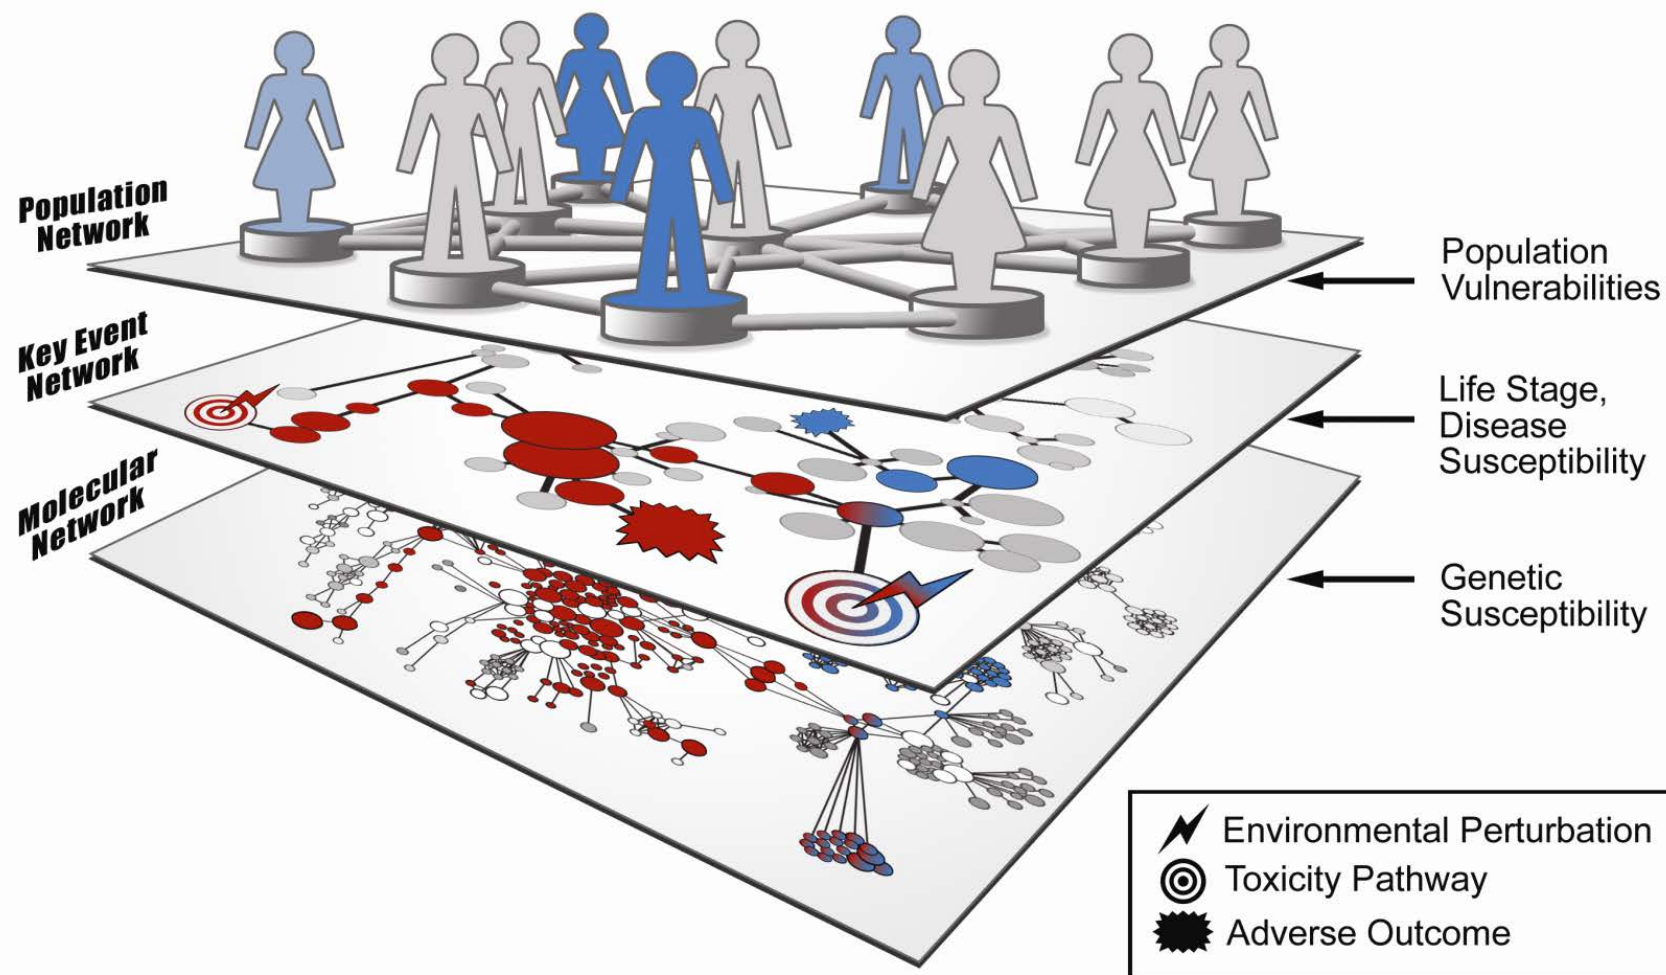 Population
Network
Key Event
Network
Molecular
Network
Population
Vulnerabilities
Life Stage,
Disease
Susceptibility
Genetic
Susceptibility
Environmental Perturbation
Toxicity Pathway
Adverse Outcome